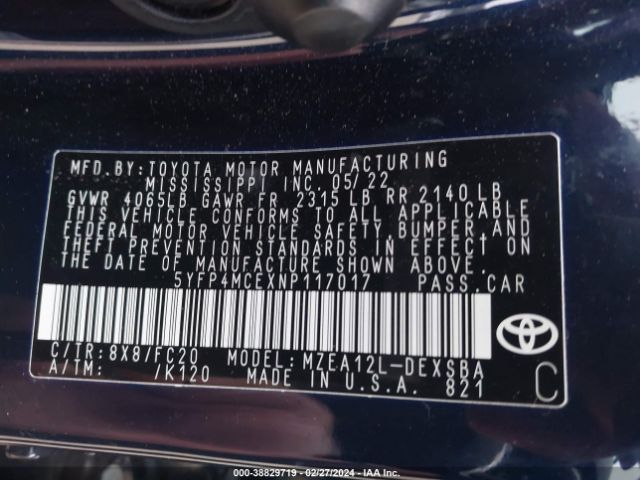 MFD.BY:TOYOTA MOTOR MANUFACTURING
MISSISSIPPI INC. 05/22
GVWR 4065LB GAWR FR 2315 LB RR 2140 LB
THIS VEHICLE CONFORMS TO ALL APPLICABLE
FEDERAL MOTOR VEHICLE SAFETY, BUMPER, AND
THEFT PREVENTION STANDARDS IN EFFECT ON
THE DATE OF MANUFACTURE SHOWN ABOVE.
5YFP4MCEXNP117017 PASS.CAR
C/TR:8X8/FC20 MODEL:MZEA12L-DEXSBA
A/TM: /K120 MADE IN U.S.A. 821
C
000-38829719 - 02/27/2024 - IAA Inc.